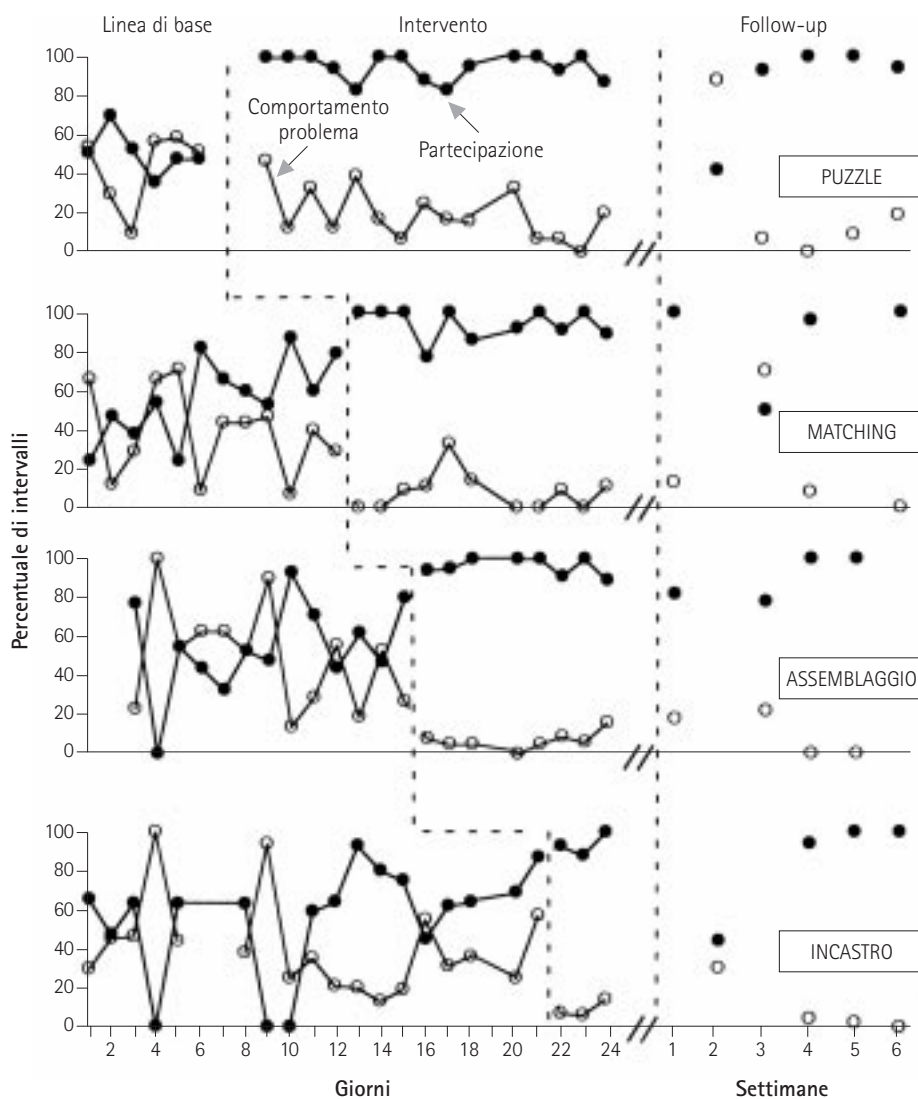 Linea di base Intervento Follow-up
100
80
60
40
20
0
Comportamento
problema
Partecipazione
PUZZLE
100
80
60
40
20
0
MATCHING
Percentuale di intervalli
100
80
60
40
20
0
ASSEMBLAGGIO
100
80
60
40
20
0
INCASTRO
2 4 6 8 10 12 14 16 18 20 22 24 1 2 3 4 5 6
Giorni Settimane